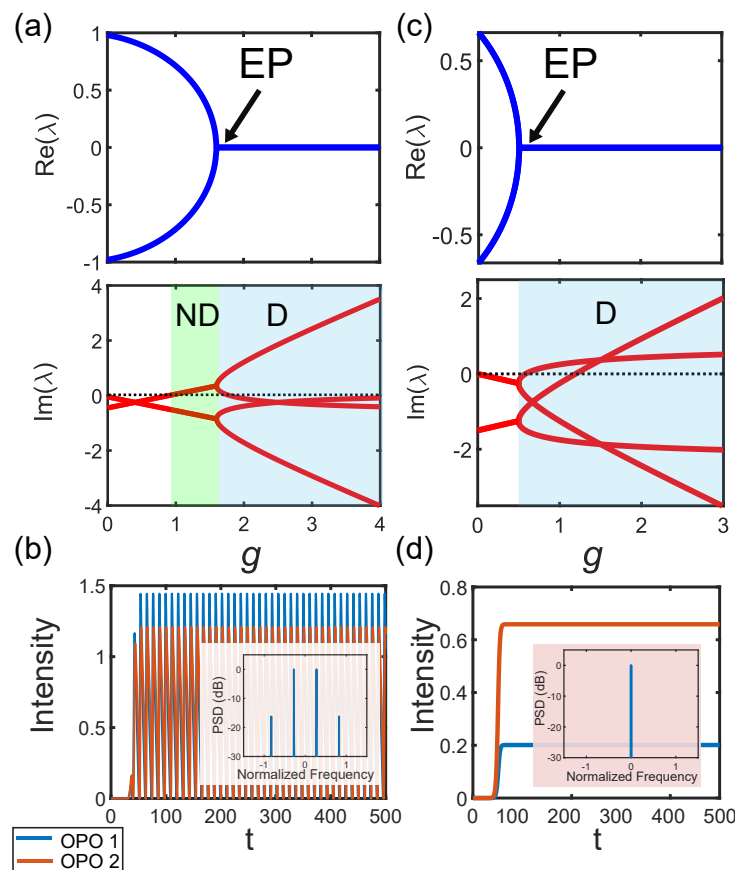 (a)
1
0.5
0
-0.5
-1
Re(λ)
EP
4
2
0
-2
-4
Im(λ)
ND
D
0
1
2
3
4
g
(c)
0.5
0
-0.5
Re(λ)
EP
2
0
-2
Im(λ)
D
0
1
2
3
g
(b)
1.5
1
0.5
0
Intensity
0
100
200
300
400
500
t
0
-10
-20
-30
PSD (dB)
-1
0
1
Normalized Frequency
(d)
0.8
0.6
0.4
0.2
0
Intensity
0
100
200
300
400
500
t
0
-10
-20
-30
PSD (dB)
-1
0
1
Normalized Frequency
OPO 1
OPO 2